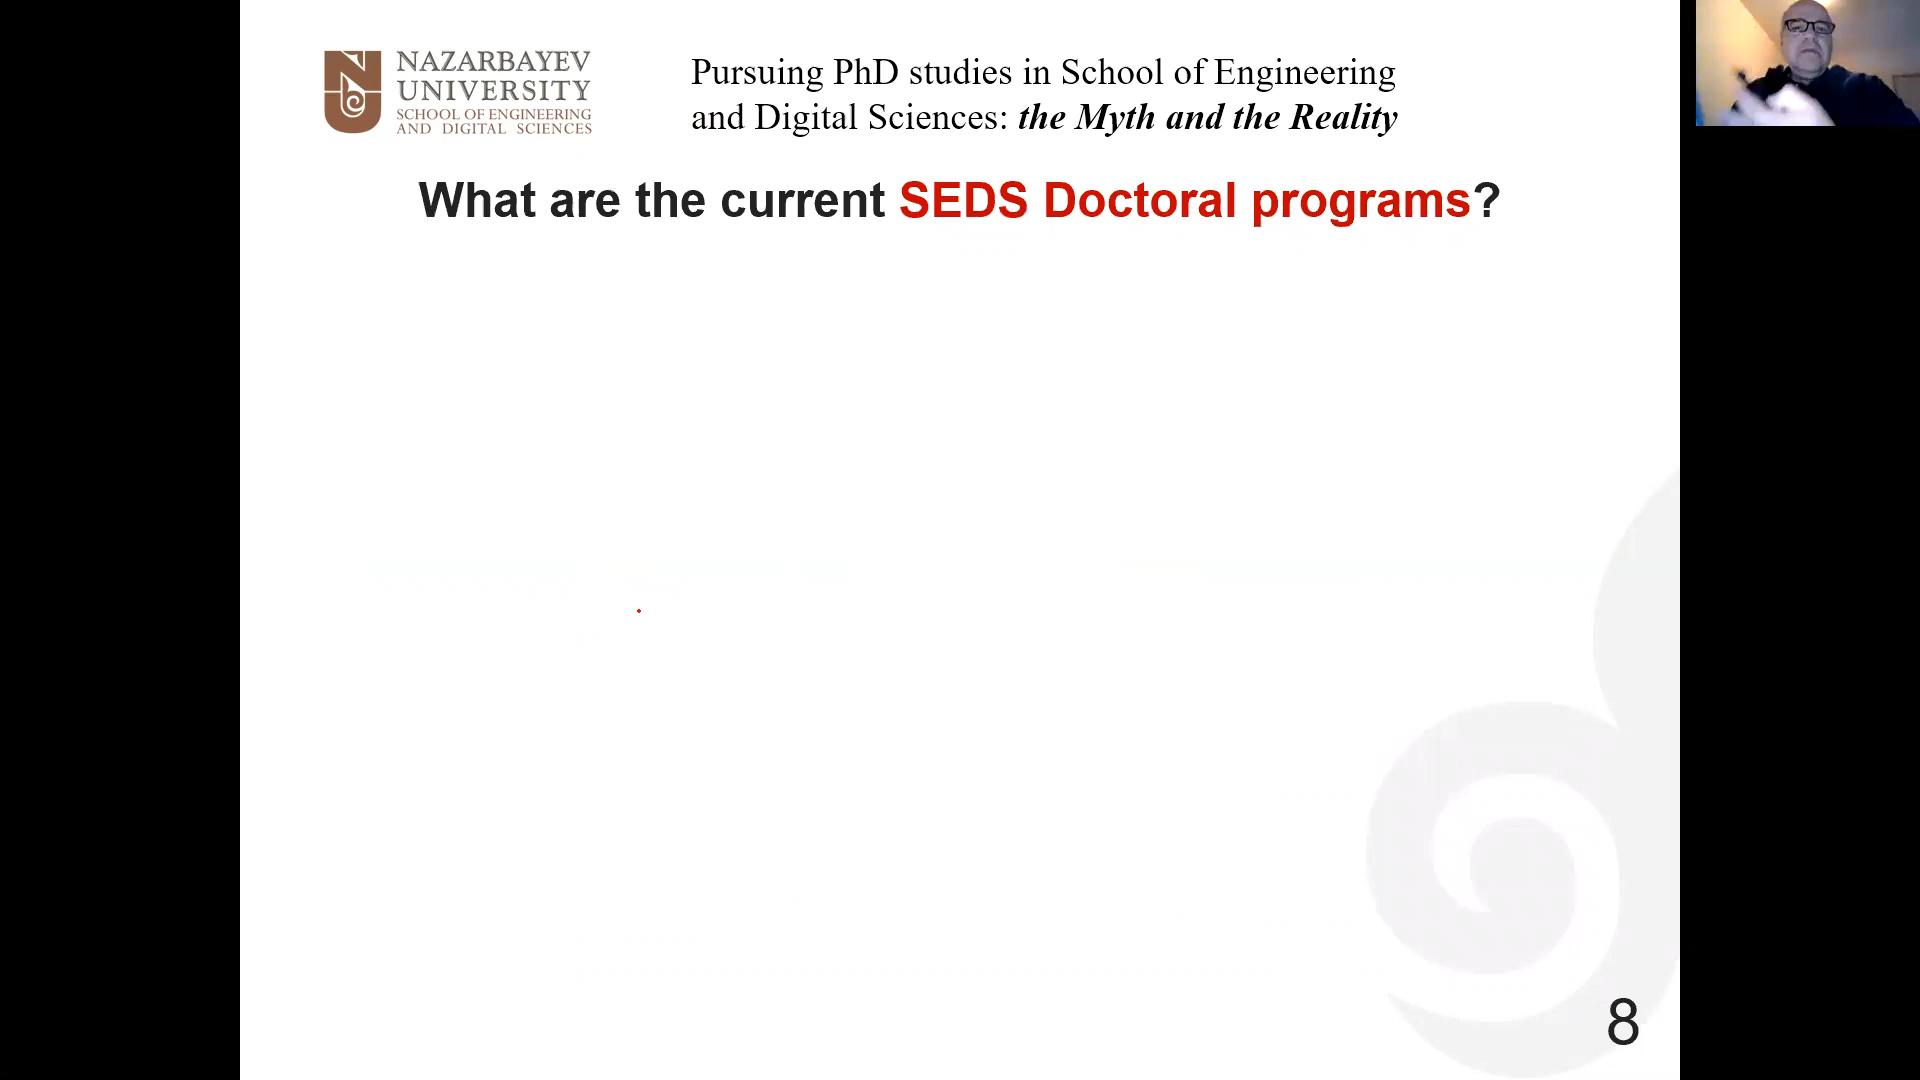 NAZARBAYEV
UNIVERSITY
SCHOOL OF ENGINEERING
AND DIGITAL SCIENCES
Pursuing PhD studies in School of Engineering
and Digital Sciences: the Myth and the Reality
What are the current SEDS Doctoral programs?
8